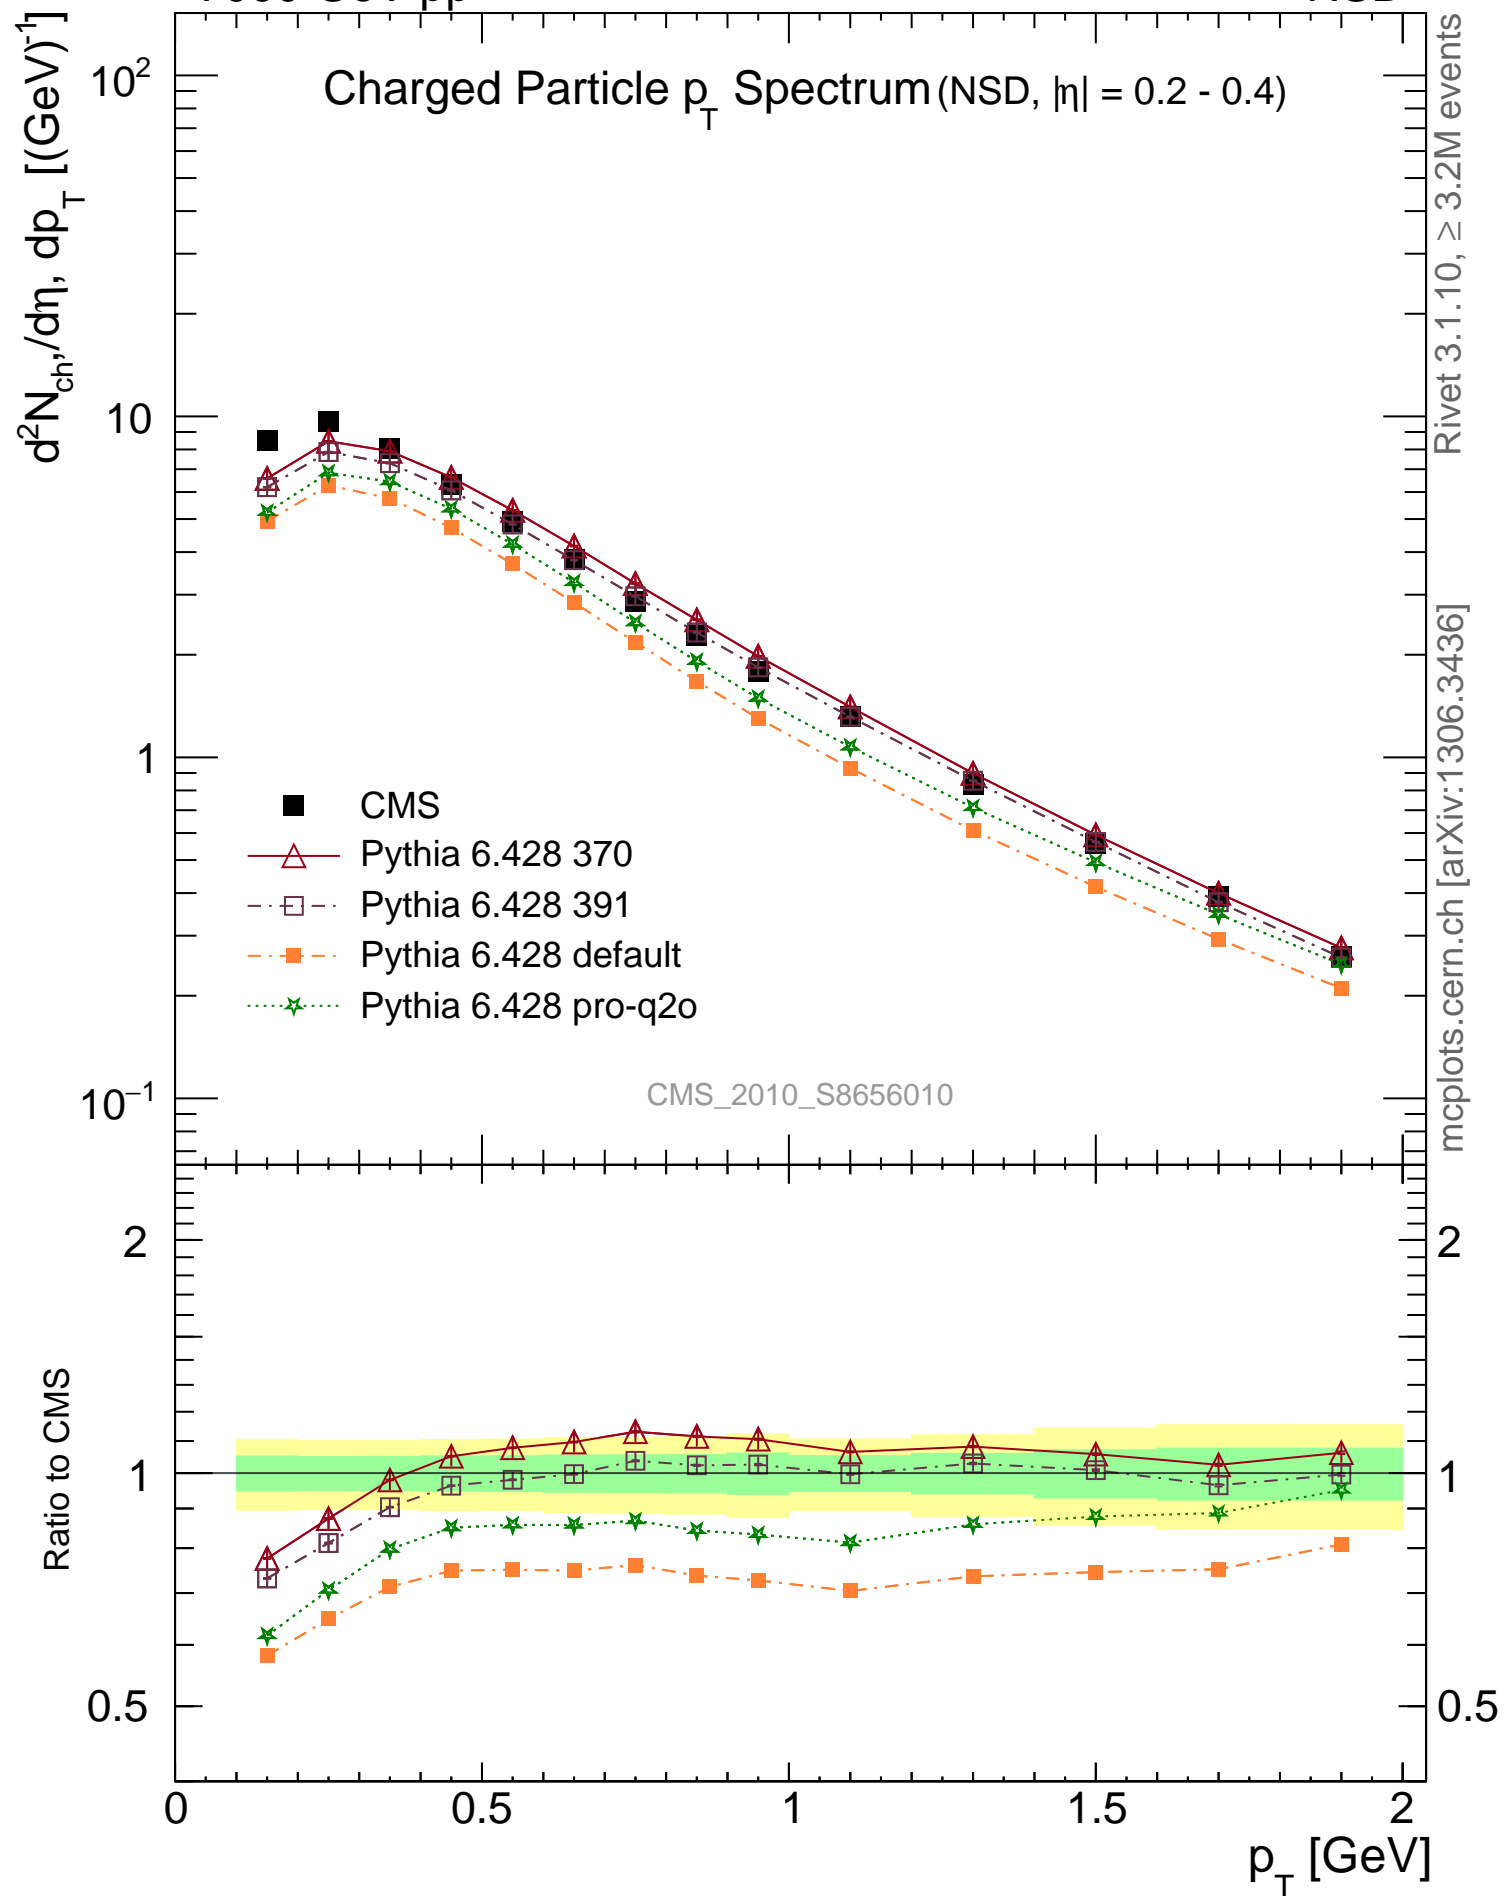 Charged Particle p_T Spectrum (NSD, |η| = 0.2 - 0.4)
d²N_ch,/dη, dp_T [(GeV)⁻¹]
10²
10
1
10⁻¹
CMS
Pythia 6.428 370
Pythia 6.428 391
Pythia 6.428 default
Pythia 6.428 pro-q2o
CMS_2010_S8656010
Rivet 3.1.10, ≥ 3.2M events
mcplots.cern.ch [arXiv:1306.3436]
Ratio to CMS
2
1
0.5
2
1
0.5
0 0.5 1 1.5 2
p_T [GeV]